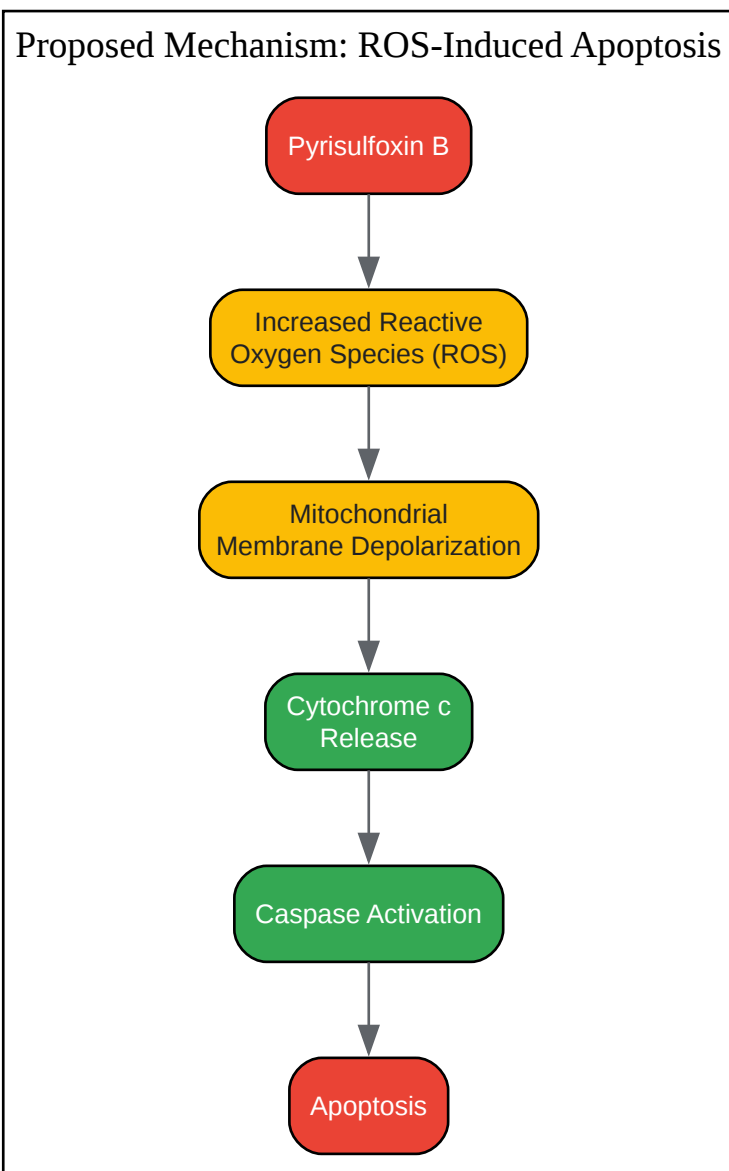 Proposed Mechanism: ROS-Induced Apoptosis
Pyrisulfoxin B
Increased Reactive
Oxygen Species (ROS)
Mitochondrial
Membrane Depolarization
Cytochrome c
Release
Caspase Activation
Apoptosis